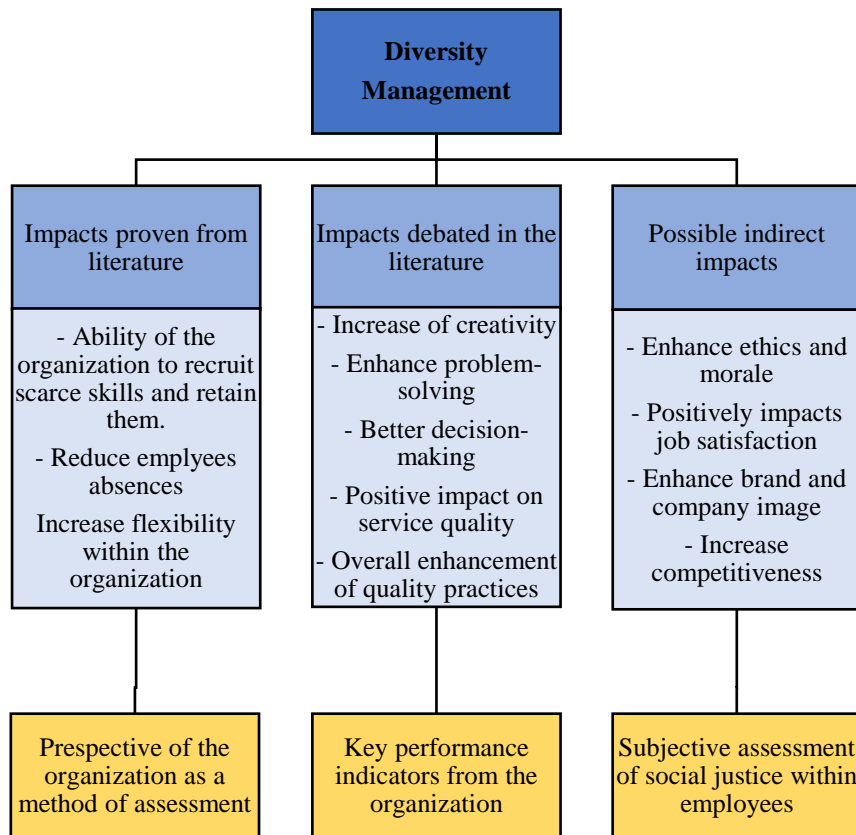 Diversity
Management
Impacts proven from
literature
- Ability of the
organization to recruit
scarce skills and retain
them.
- Reduce emplyees
absences
Increase flexibility
within the
organization
Prespective of the
organization as a
method of assessment
Impacts debated in the
literature
- Increase of creativity
- Enhance problem-
solving
- Better decision-
making
- Positive impact on
service quality
- Overall enhancement
of quality practices
Key performance
indicators from the
organization
Possible indirect
impacts
- Enhance ethics and
morale
- Positively impacts
job satisfaction
- Enhance brand and
company image
- Increase
competitiveness
Subjective assessment
of social justice within
employees